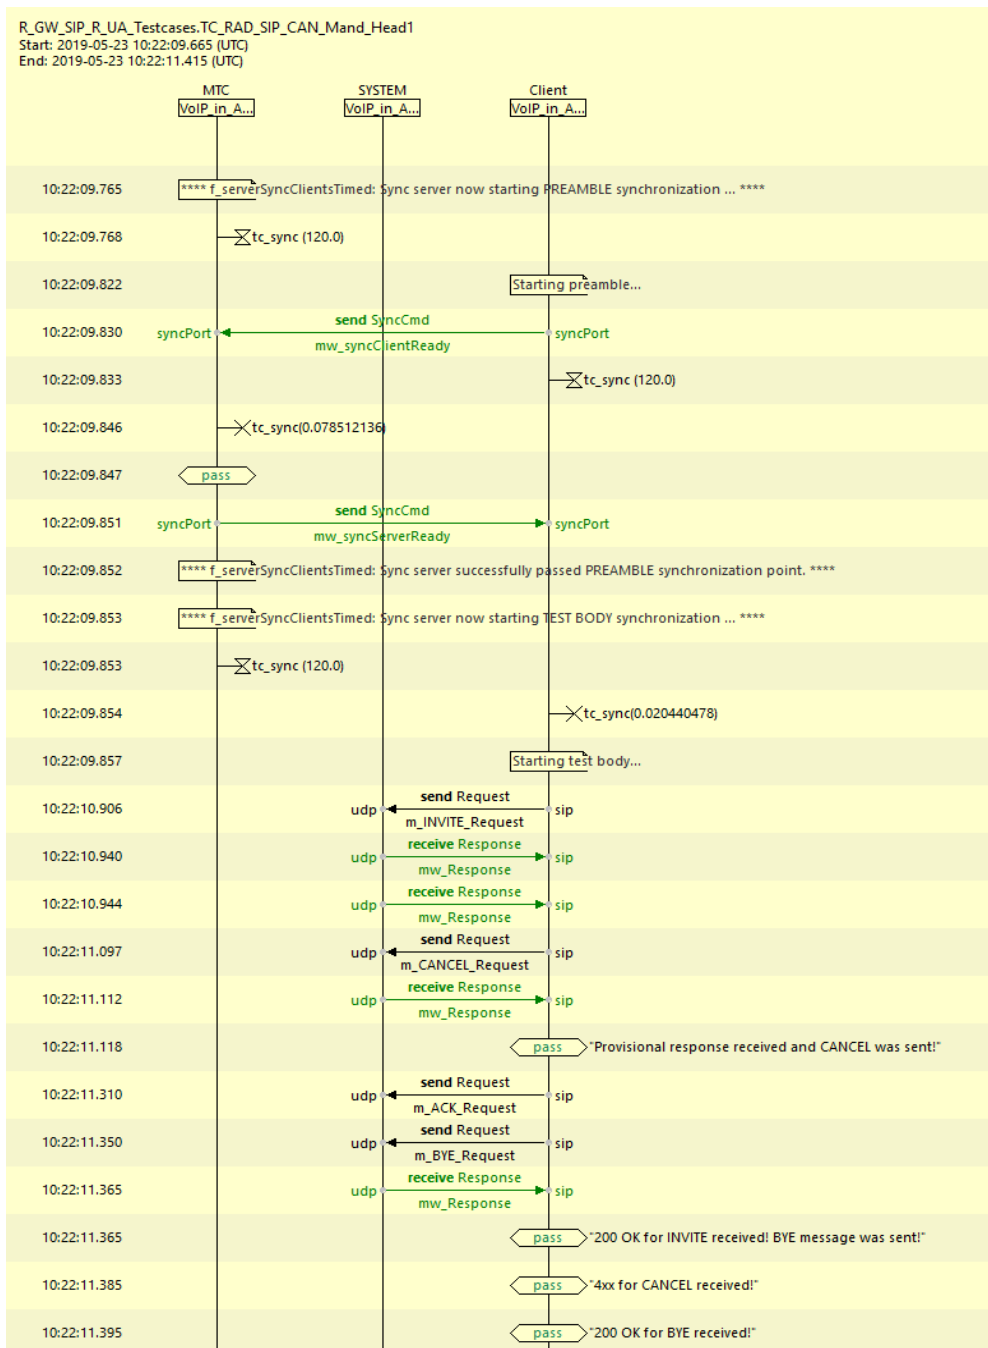 R_GW_SIP_R_UA_Testcases.TC_RAD_SIP_CAN_Mand_Head1
Start: 2019-05-23 10:22:09.665 (UTC)
End: 2019-05-23 10:22:11.415 (UTC)
MTC SYSTEM Client
VoIP_in_A... VoIP_in_A... VoIP_in_A...
10:22:09.765 **** f_serverSyncClientsTimed: Sync server now starting PREAMBLE synchronization ... ****
10:22:09.768 tc_sync (120.0)
10:22:09.822 Starting preamble...
send SyncCmd
10:22:09.830 syncPort syncPort
mw_syncClientReady
10:22:09.833 tc_sync (120.0)
10:22:09.846 tc_sync(0.078512136)
10:22:09.847 pass
send SyncCmd
10:22:09.851 syncPort syncPort
mw_syncServerReady
10:22:09.852 **** f_serverSyncClientsTimed: Sync server successfully passed PREAMBLE synchronization point. ****
10:22:09.853 **** f_serverSyncClientsTimed: Sync server now starting TEST BODY synchronization ... ****
10:22:09.853 tc_sync (120.0)
10:22:09.854 tc_sync(0.020440478)
10:22:09.857 Starting test body...
send Request
10:22:10.906 udp sip
m_INVITE_Request
receive Response
10:22:10.940 udp sip
mw_Response
receive Response
10:22:10.944 udp sip
mw_Response
send Request
10:22:11.097 udp sip
m_CANCEL_Request
receive Response
10:22:11.112 udp sip
mw_Response
10:22:11.118 pass "Provisional response received and CANCEL was sent!"
send Request
10:22:11.310 udp sip
m_ACK_Request
send Request
10:22:11.350 udp sip
m_BYE_Request
receive Response
10:22:11.365 udp sip
mw_Response
10:22:11.365 pass "200 OK for INVITE received! BYE message was sent!"
10:22:11.385 pass "4xx for CANCEL received!"
10:22:11.395 pass "200 OK for BYE received!"